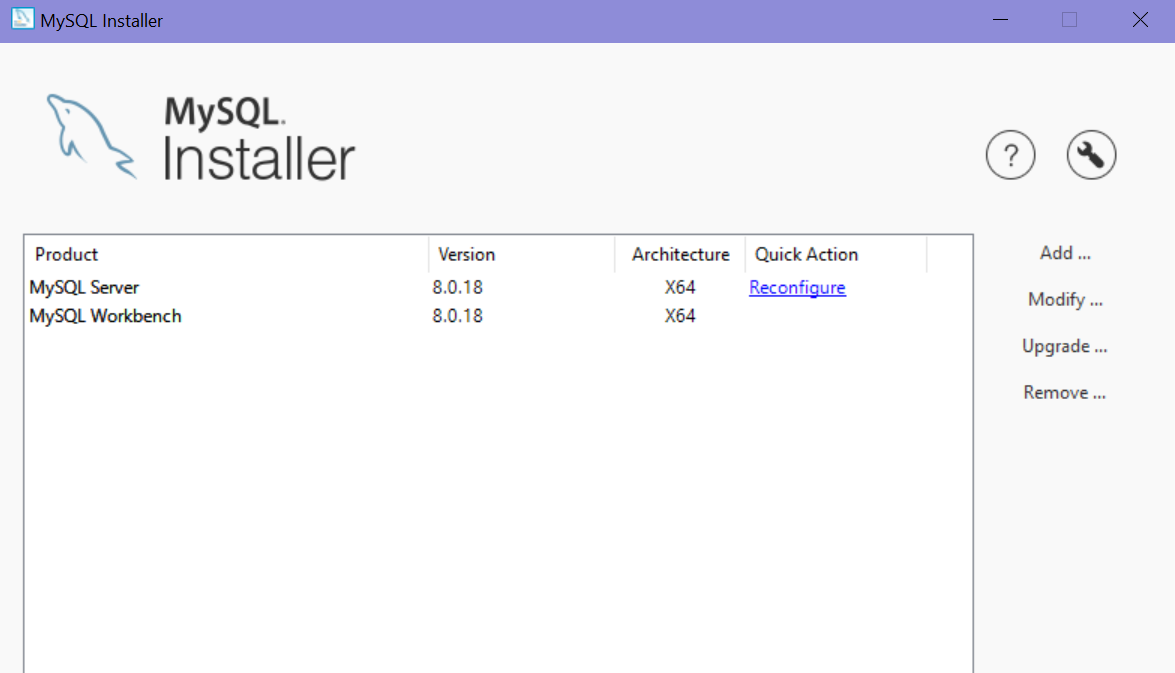 MySQL Installer
MySQL.
Installer
?
Product Version Architecture Quick Action
MySQL Server 8.0.18 X64 Reconfigure
MySQL Workbench 8.0.18 X64
Add ...
Modify ...
Upgrade ...
Remove ...